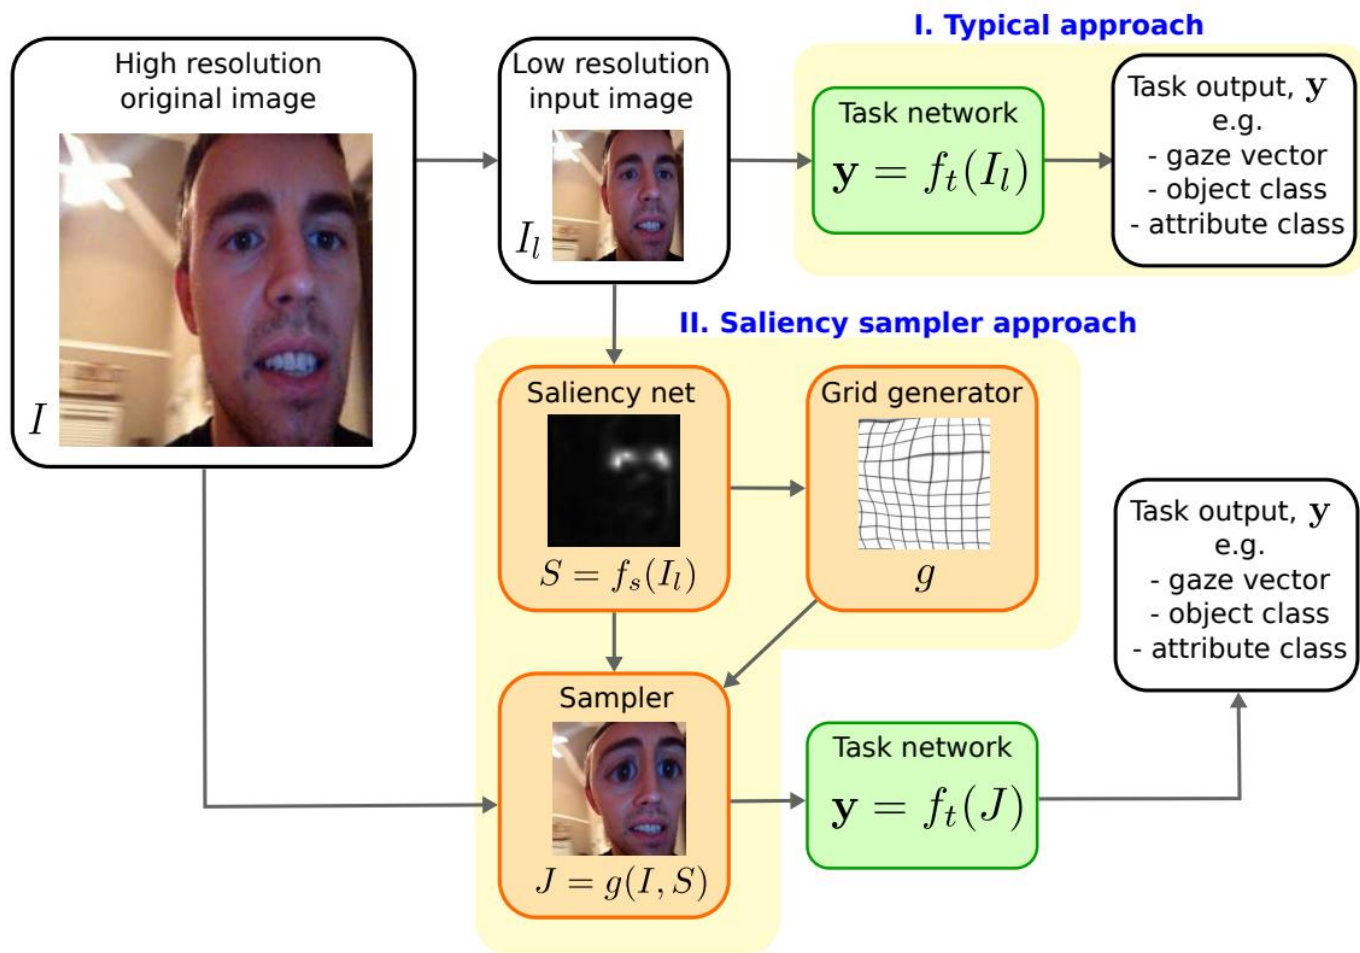 I. Typical approach
High resolution
original image
I
Low resolution
input image
I_l
Task network
y = f_t(I_l)
Task output, y
e.g.
- gaze vector
- object class
- attribute class
II. Saliency sampler approach
Saliency net
S = f_s(I_l)
Grid generator
g
Sampler
J = g(I, S)
Task network
y = f_t(J)
Task output, y
e.g.
- gaze vector
- object class
- attribute class